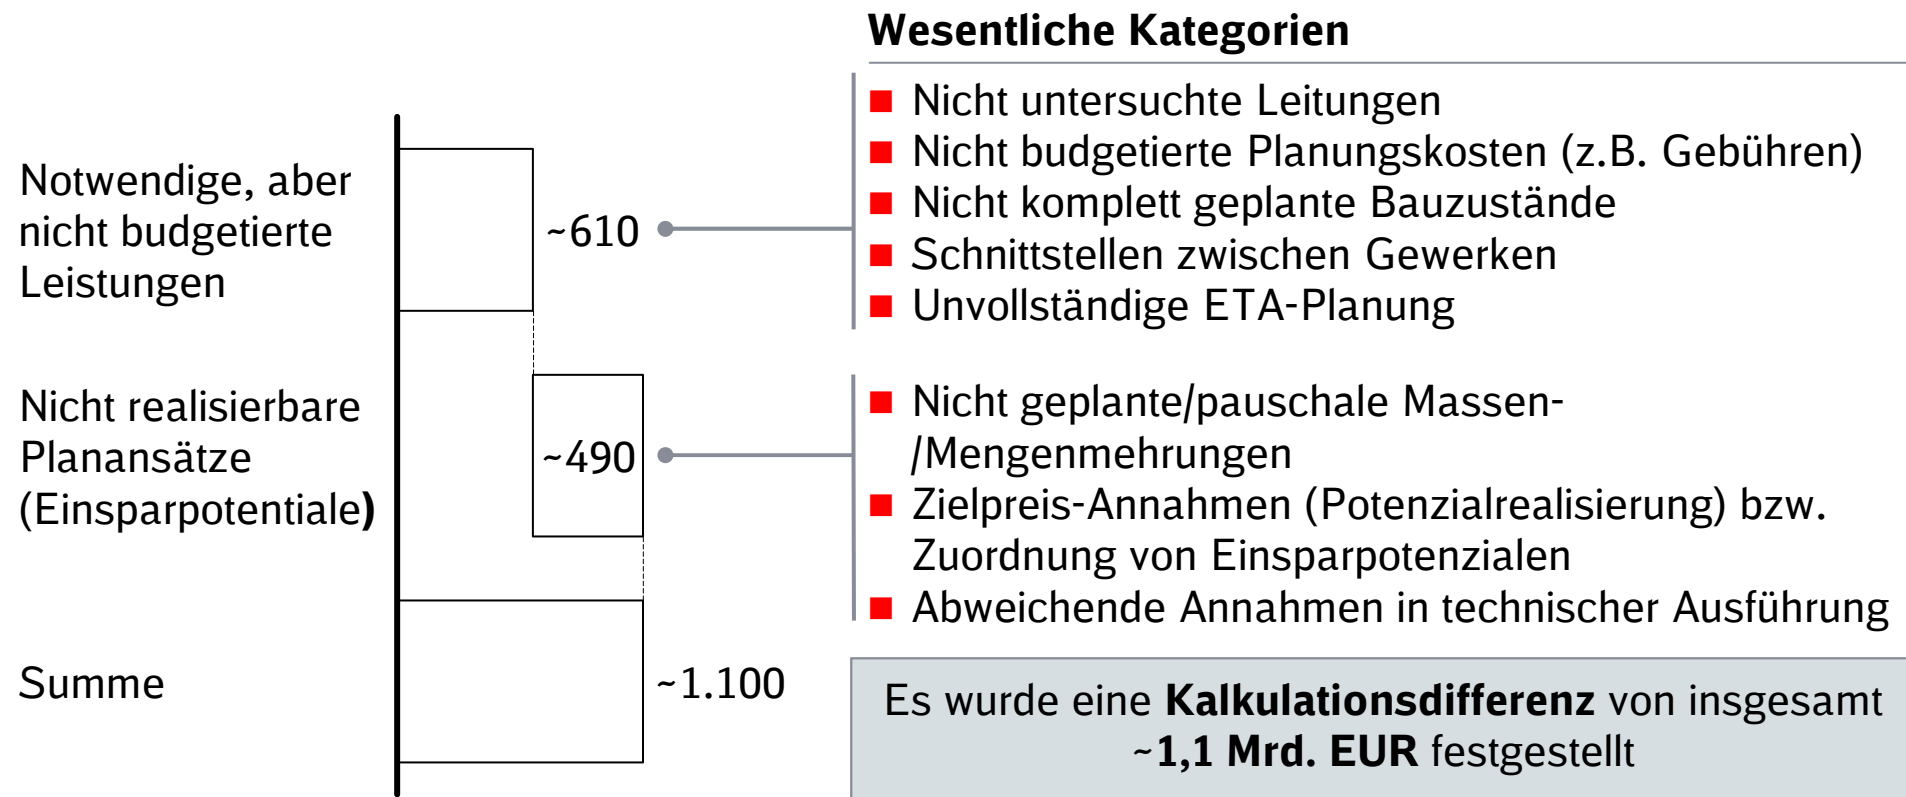 Wesentliche Kategorien
Notwendige, aber
nicht budgetierte
Leistungen
~610
■ Nicht untersuchte Leitungen
■ Nicht budgetierte Planungskosten (z.B. Gebühren)
■ Nicht komplett geplante Bauzustände
■ Schnittstellen zwischen Gewerken
■ Unvollständige ETA-Planung
Nicht realisierbare
Planansätze
(Einsparpotentiale)
~490
■ Nicht geplante/pauschale Massen-
/Mengenmehrungen
■ Zielpreis-Annahmen (Potenzialrealisierung) bzw.
Zuordnung von Einsparpotenzialen
■ Abweichende Annahmen in technischer Ausführung
Summe
~1.100
Es wurde eine Kalkulationsdifferenz von insgesamt
~1,1 Mrd. EUR festgestellt